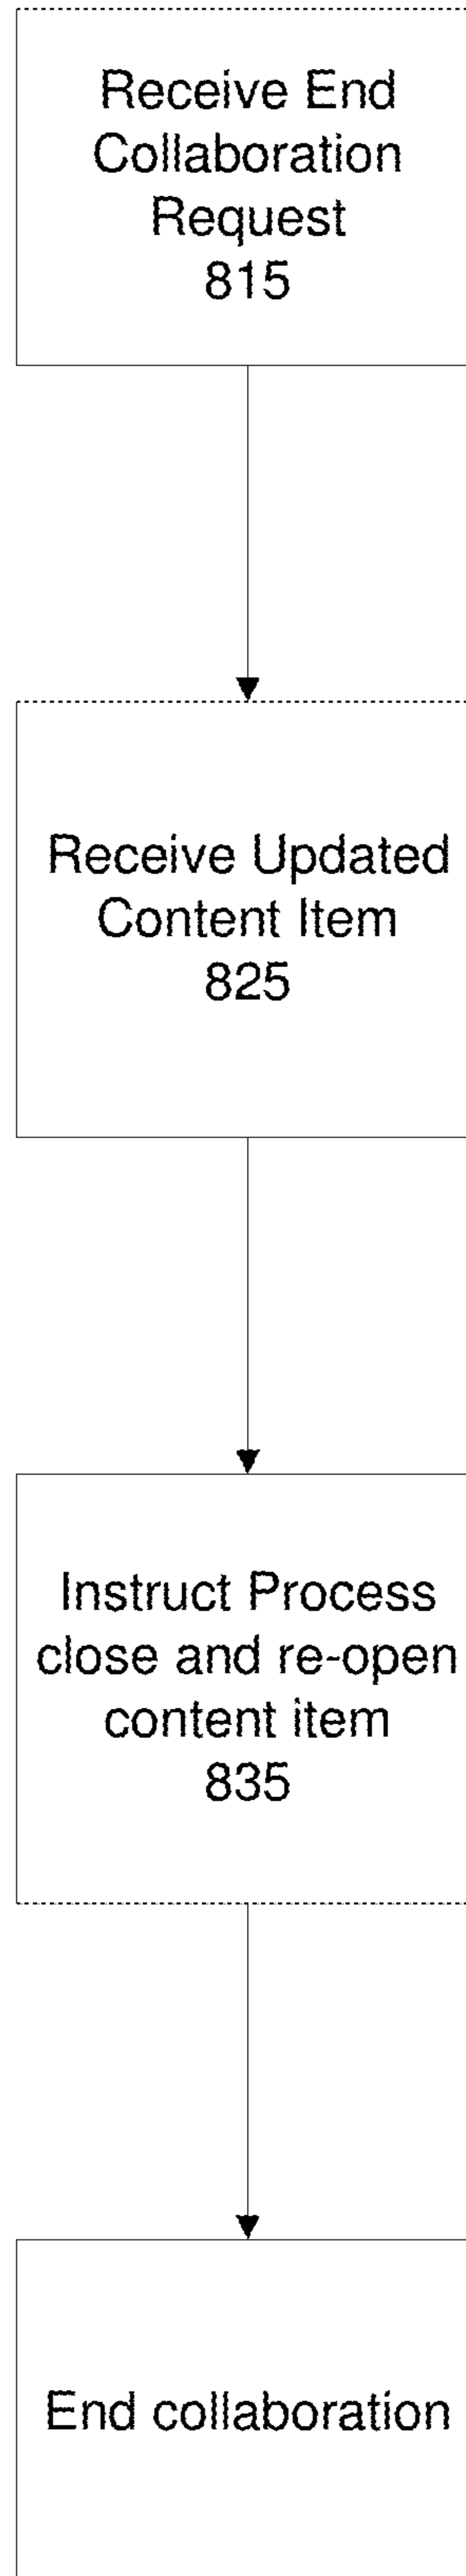 Receive End
Collaboration
Request
815
Receive Updated
Content Item
825
Instruct Process
close and re-open
content item
835
End collaboration